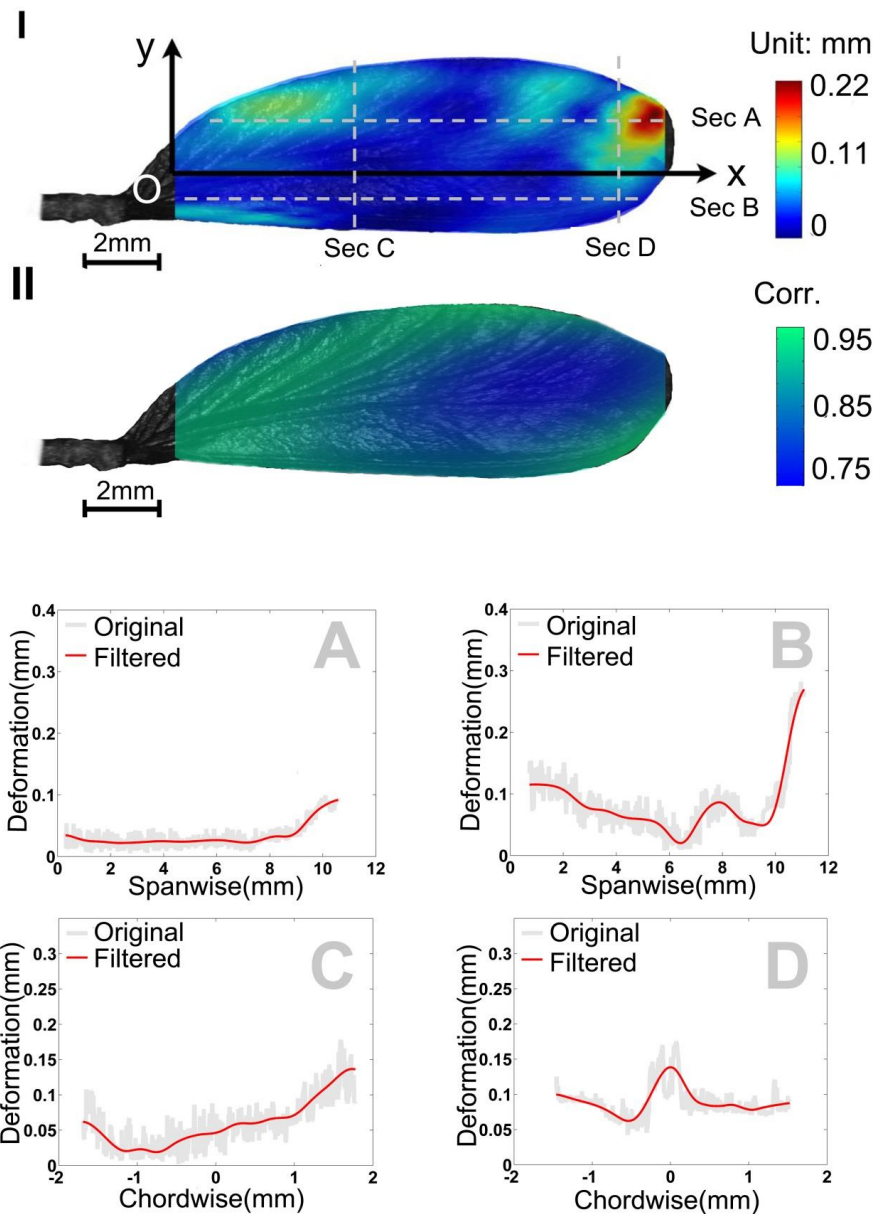 I
y
Unit: mm
0.22
0.11
0
Sec A
x
O
Sec B
2mm
Sec C
Sec D
II
Corr.
0.95
0.85
0.75
2mm
A
Original
Filtered
Deformation(mm)
0.4
0.3
0.2
0.1
0
0 2 4 6 8 10 12
Spanwise(mm)
B
Original
Filtered
Deformation(mm)
0.4
0.3
0.2
0.1
0
0 2 4 6 8 10 12
Spanwise(mm)
C
Original
Filtered
Deformation(mm)
0.3
0.25
0.2
0.15
0.1
0.05
0
-2 -1 0 1 2
Chordwise(mm)
D
Original
Filtered
Deformation(mm)
0.3
0.25
0.2
0.15
0.1
0.05
0
-2 -1 0 1 2
Chordwise(mm)